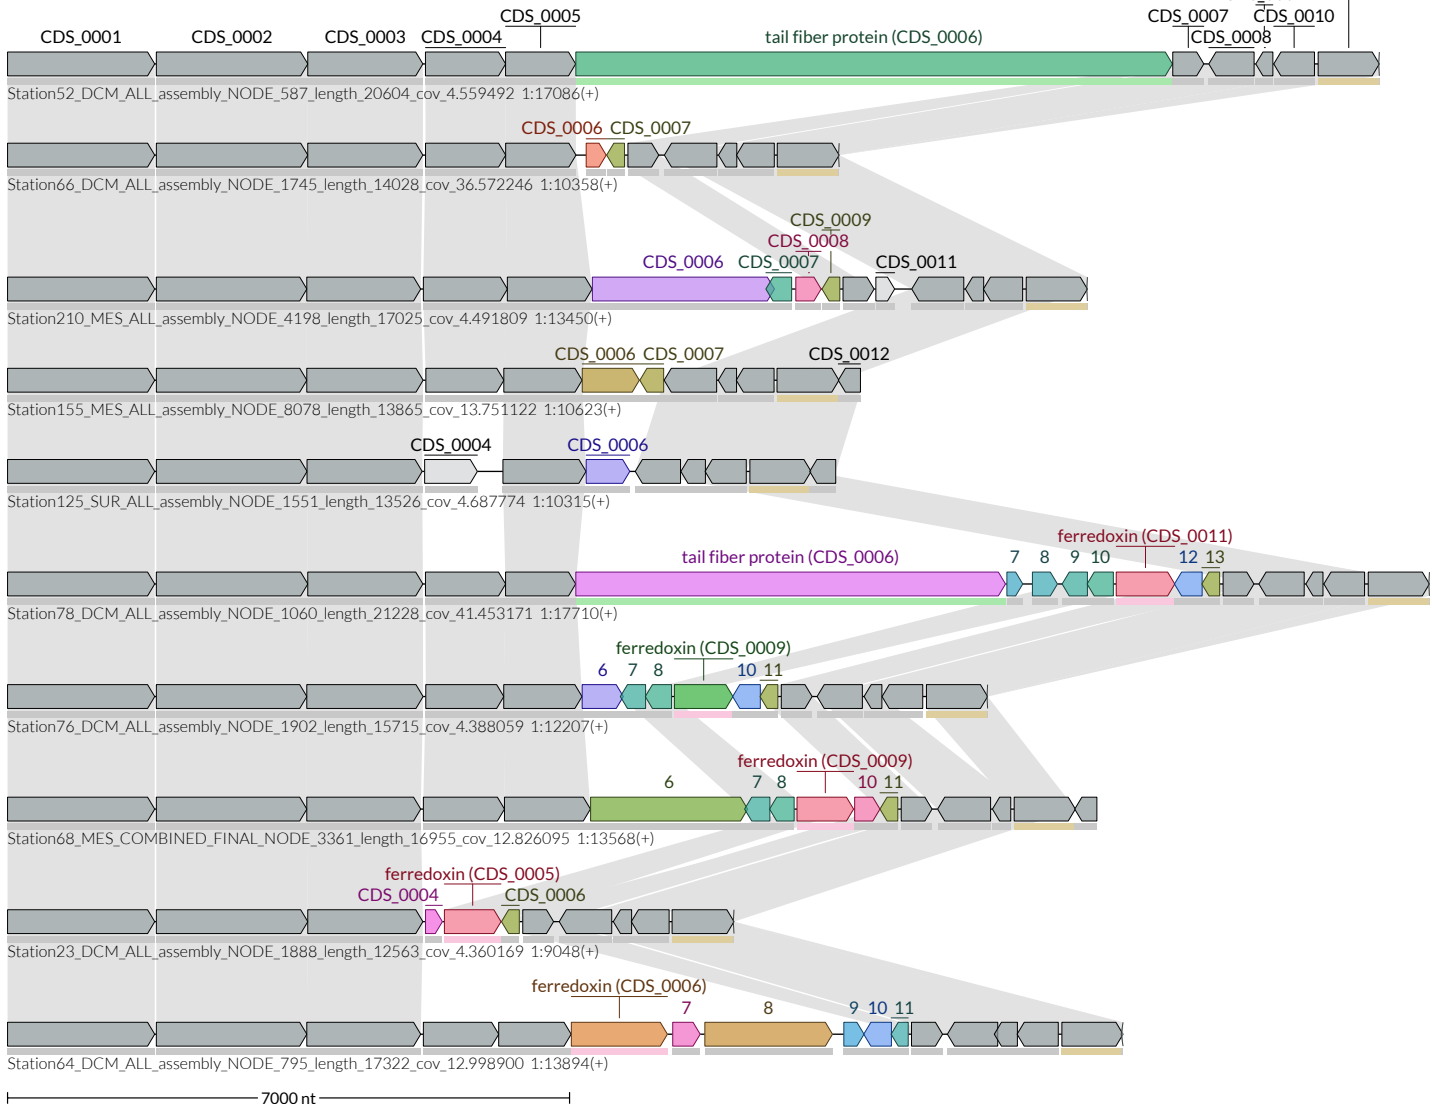 CDS_0005 CDS_0007 CDS_0010
CDS_0001 CDS_0002 CDS_0003 CDS_0004 tail fiber protein (CDS_0006) CDS_0008
Station52_DCM_ALL_assembly_NODE_587_length_20604_cov_4.559492 1:17086(+)
CDS_0006 CDS_0007
Station66_DCM_ALL_assembly_NODE_1745_length_14028_cov_36.572246 1:10358(+)
CDS_0009
CDS_0008
CDS_0006 CDS_0007 CDS_0011
Station210_MES_ALL_assembly_NODE_4198_length_17025_cov_4.491809 1:13450(+)
CDS_0006 CDS_0007 CDS_0012
Station155_MES_ALL_assembly_NODE_8078_length_13865_cov_13.751122 1:10623(+)
CDS_0004 CDS_0006
Station125_SUR_ALL_assembly_NODE_1551_length_13526_cov_4.687774 1:10315(+)
ferredoxin (CDS_0011)
tail fiber protein (CDS_0006) 7 8 9 10 12 13
Station78_DCM_ALL_assembly_NODE_1060_length_21228_cov_41.453171 1:17710(+)
ferredoxin (CDS_0009)
6 7 8 10 11
Station76_DCM_ALL_assembly_NODE_1902_length_15715_cov_4.388059 1:12207(+)
ferredoxin (CDS_0009)
6 7 8 10 11
Station68_MES_COMBINED_FINAL_NODE_3361_length_16955_cov_12.826095 1:13568(+)
ferredoxin (CDS_0005)
CDS_0004 CDS_0006
Station23_DCM_ALL_assembly_NODE_1888_length_12563_cov_4.360169 1:9048(+)
ferredoxin (CDS_0006)
7 8 9 10 11
Station64_DCM_ALL_assembly_NODE_795_length_17322_cov_12.998900 1:13894(+)
7000 nt